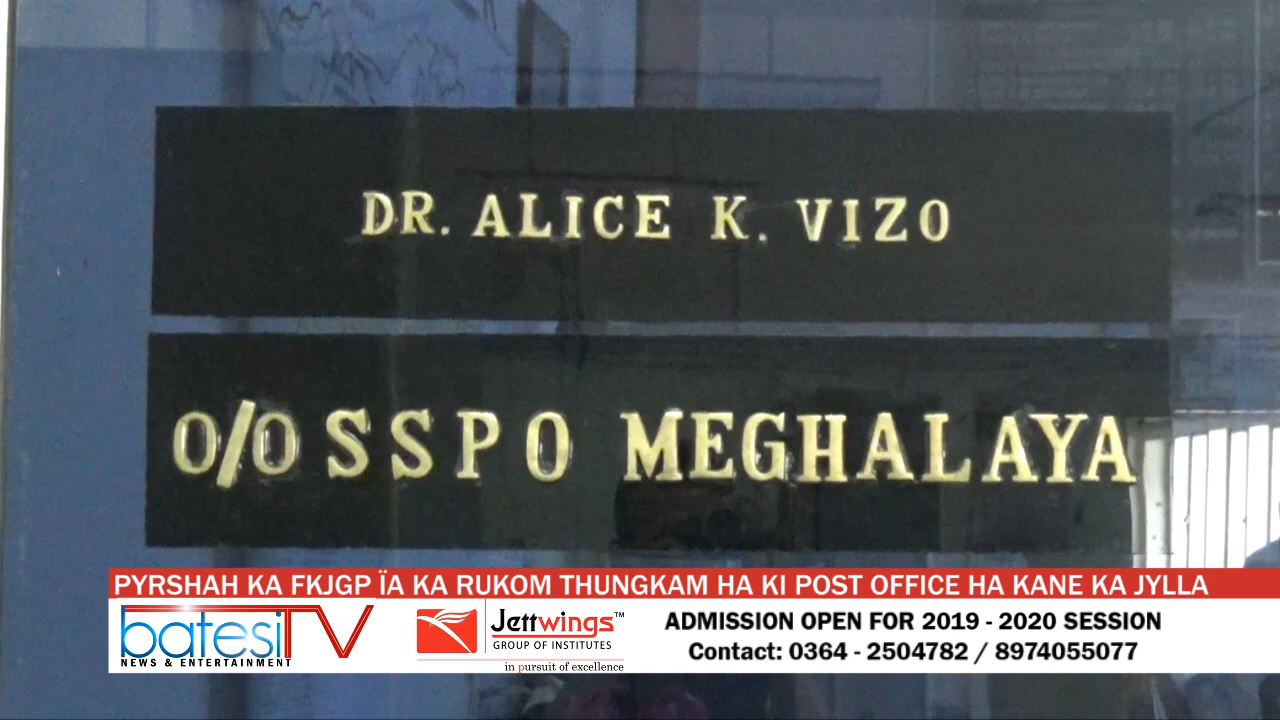 DR. ALICE K. VIZO
O/O SSPO MEGHALAYA
PYRSHAH KA FKJGP ÏA KA RUKOM THUNGKAM HA KI POST OFFICE HA KANE KA JYLLA
batesi TV
NEWS & ENTERTAINMENT
Jettwings™
GROUP OF INSTITUTES
in pursuit of excellence
ADMISSION OPEN FOR 2019 - 2020 SESSION
Contact: 0364 - 2504782 / 8974055077